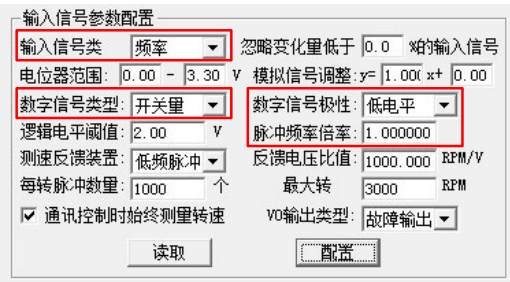 输入信号参数配置
输入信号类 频率 忽略变化量低于 0.0 %的输入信号
电位器范围: 0.00 - 3.30 V 模拟信号调整:y= 1.00( x+ 0.00
数字信号类型: 开关量 数字信号极性: 低电平
逻辑电平阈值: 2.00 V 脉冲频率倍率: 1.000000
测速反馈装置: 低频脉冲 反馈电压比值: 1000.000 RPM/V
每转脉冲数量: 1000 个 最大转 3000 RPM
通讯控制时始终测量转速 VO输出类型: 故障输出
读取 配置